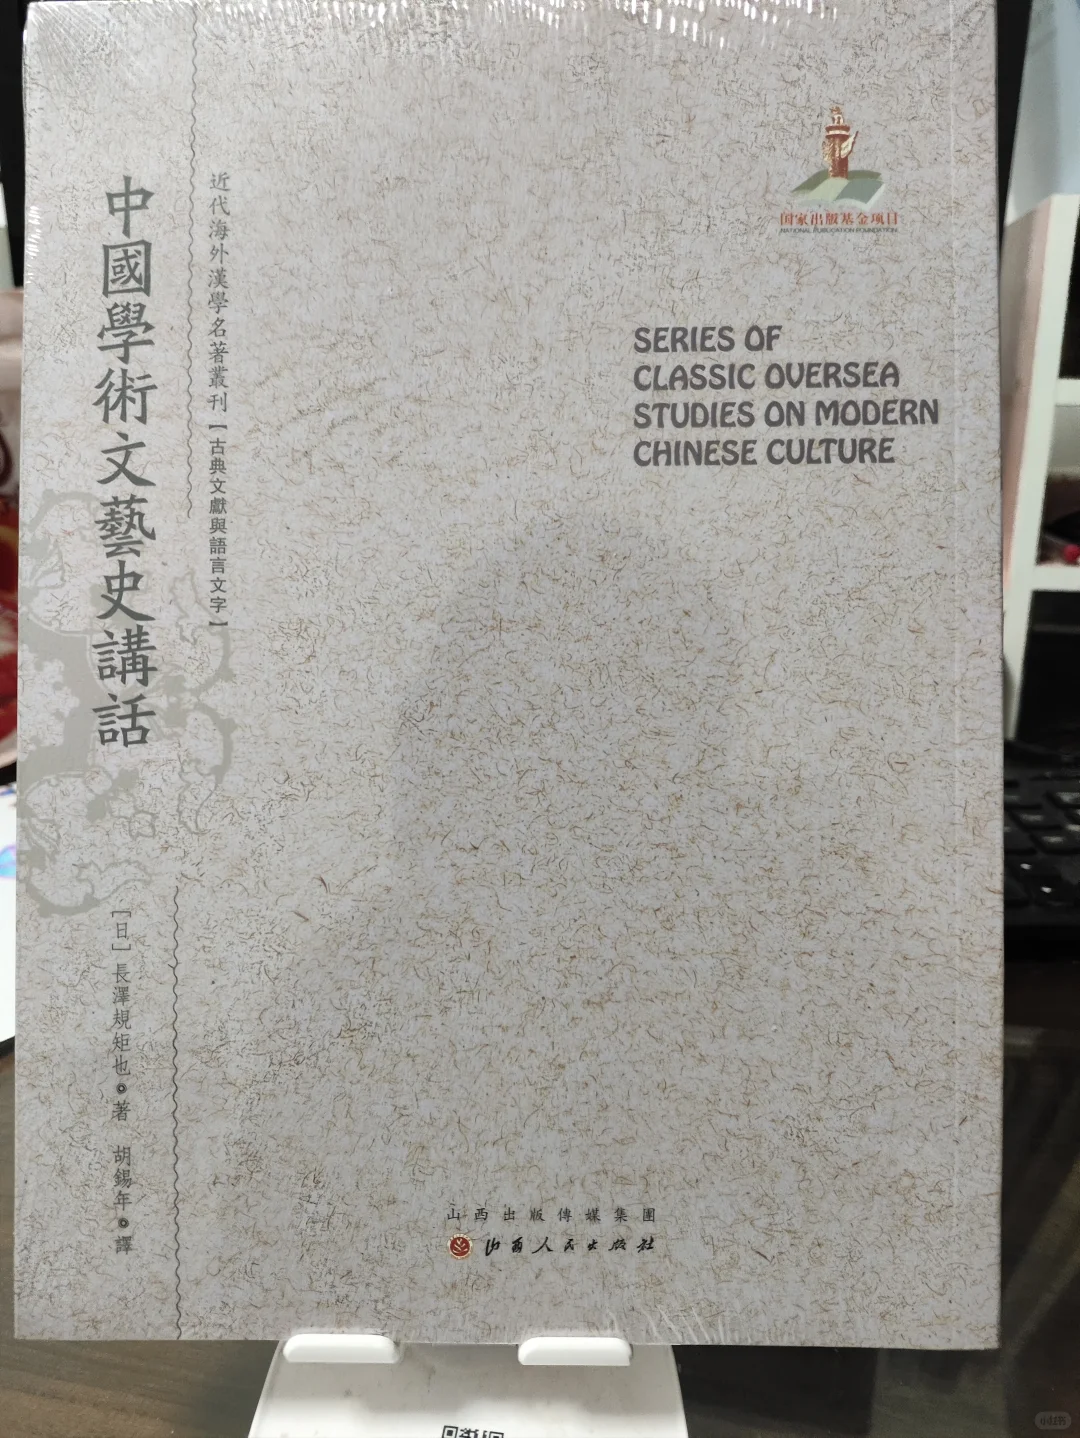 中國學術文藝史講話
近代海外漢學名著叢刊【古典文獻與語言文字】
[日]長澤規矩也◎著 胡錫年◎譯
国家出版基金项目
NATIONAL PUBLICATION FOUNDATION
SERIES OF
CLASSIC OVERSEA
STUDIES ON MODERN
CHINESE CULTURE
山西出版傳媒集團
山西人民出版社
小红书